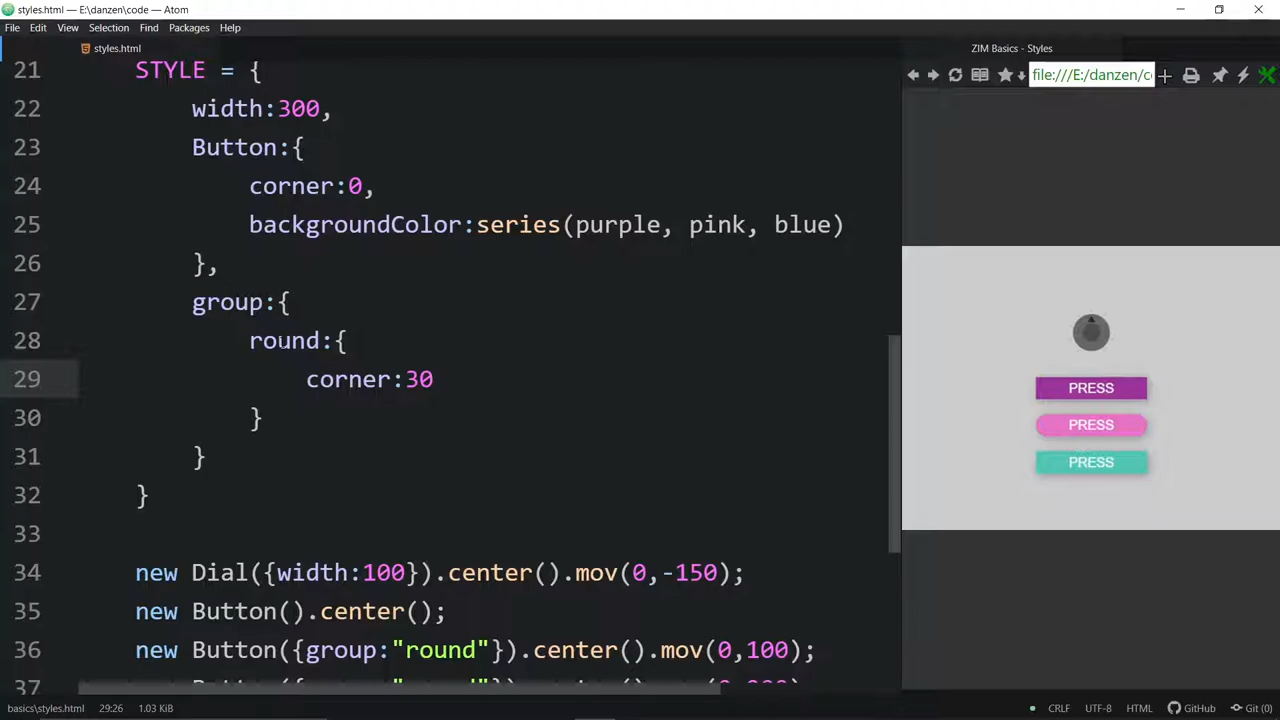 styles.html — E:\danzen\code — Atom
File Edit View Selection Find Packages Help
styles.html
ZIM Basics - Styles
file:///E:/danzen/cc
21 STYLE = {
22 width:300,
23 Button:{
24 corner:0,
25 backgroundColor:series(purple, pink, blue)
26 },
27 group:{
28 round:{
29 corner:30
30 }
31 }
32 }
33
34 new Dial({width:100}).center().mov(0,-150);
35 new Button().center();
36 new Button({group:"round"}).center().mov(0,100);
37
PRESS
PRESS
PRESS
basics\styles.html 29:26 1.03 KiB CRLF UTF-8 HTML GitHub Git (0)